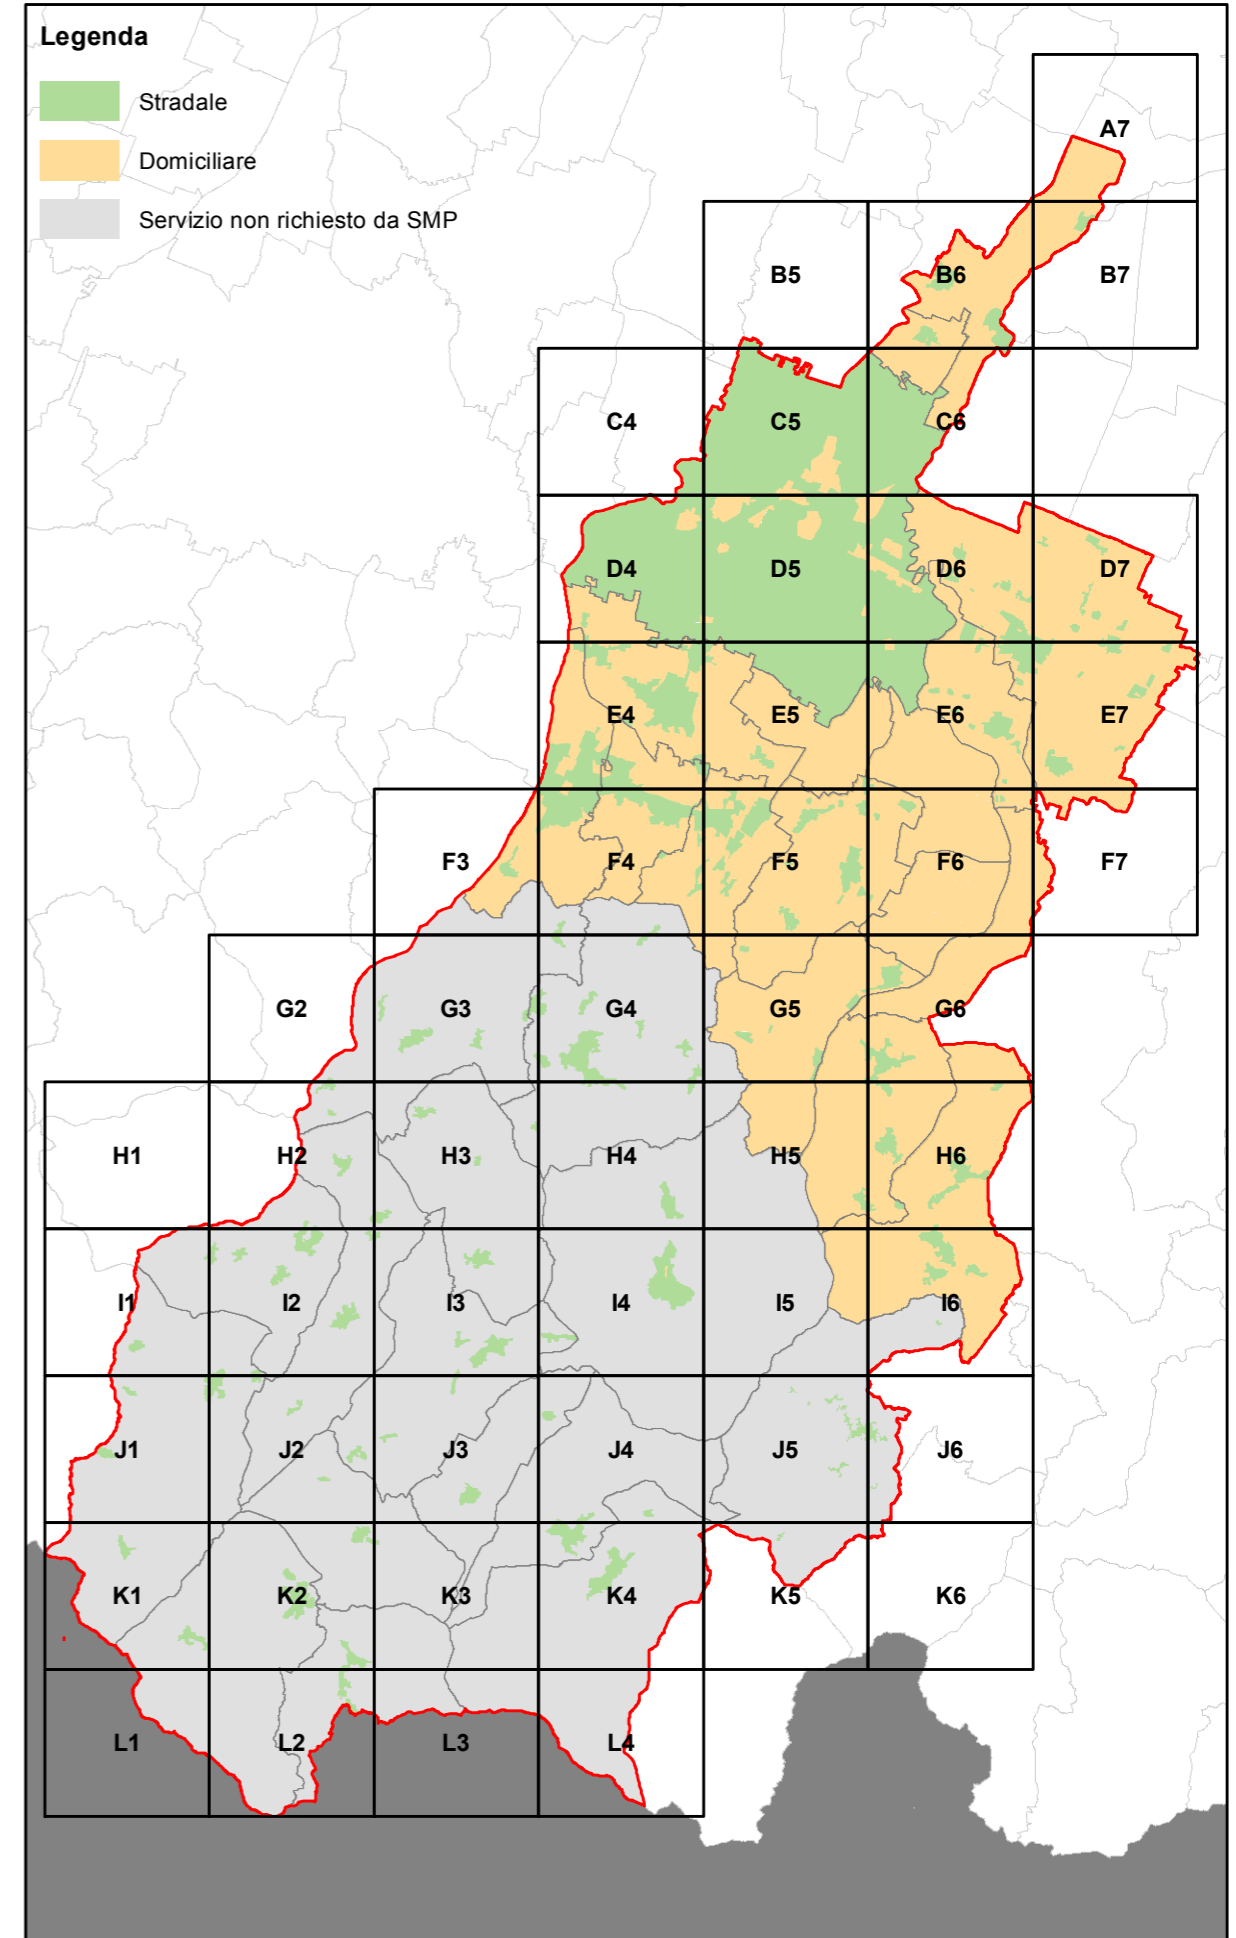 Legenda
Stradale
Domiciliare
Servizio non richiesto da SMP
A7
B5 B6 B7
C4 C5 C6
D4 D5 D6 D7
E4 E5 E6 E7
F3 F4 F5 F6 F7
G2 G3 G4 G5 G6
H1 H2 H3 H4 H5 H6
I1 I2 I3 I4 I5 I6
J1 J2 J3 J4 J5 J6
K1 K2 K3 K4 K5 K6
L1 L2 L3 L4